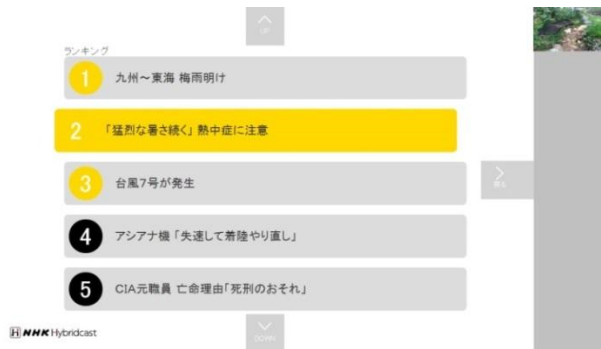 UP
ランキング
1 九州～東海 梅雨明け
2 「猛烈な暑さ続く」 熱中症に注意
3 台風7号が発生
戻る
4 アシアナ機 「失速して着陸やり直し」
5 CIA元職員 亡命理由「死刑のおそれ」
NHK Hybridcast
DOWN